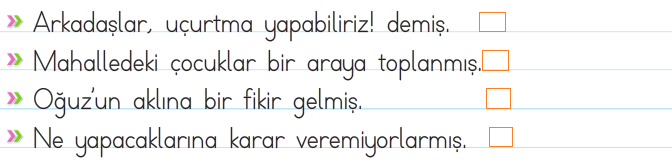 Arkadaşlar, uçurtma yapabiliriz! demiş.
Mahalledeki çocuklar bir araya toplanmış.
Oğuz'un aklına bir fikir gelmiş.
Ne yapacaklarına karar veremiyorlarmış.